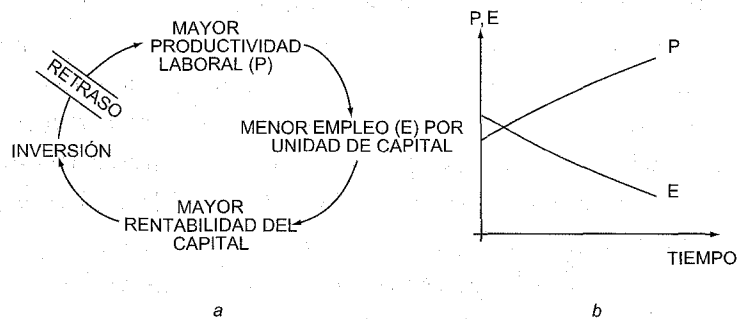 MAYOR
PRODUCTIVIDAD
LABORAL (P)
RETRASO
MENOR EMPLEO (E) POR
UNIDAD DE CAPITAL
INVERSIÓN
MAYOR
RENTABILIDAD DEL
CAPITAL
a
P, E
P
E
TIEMPO
b